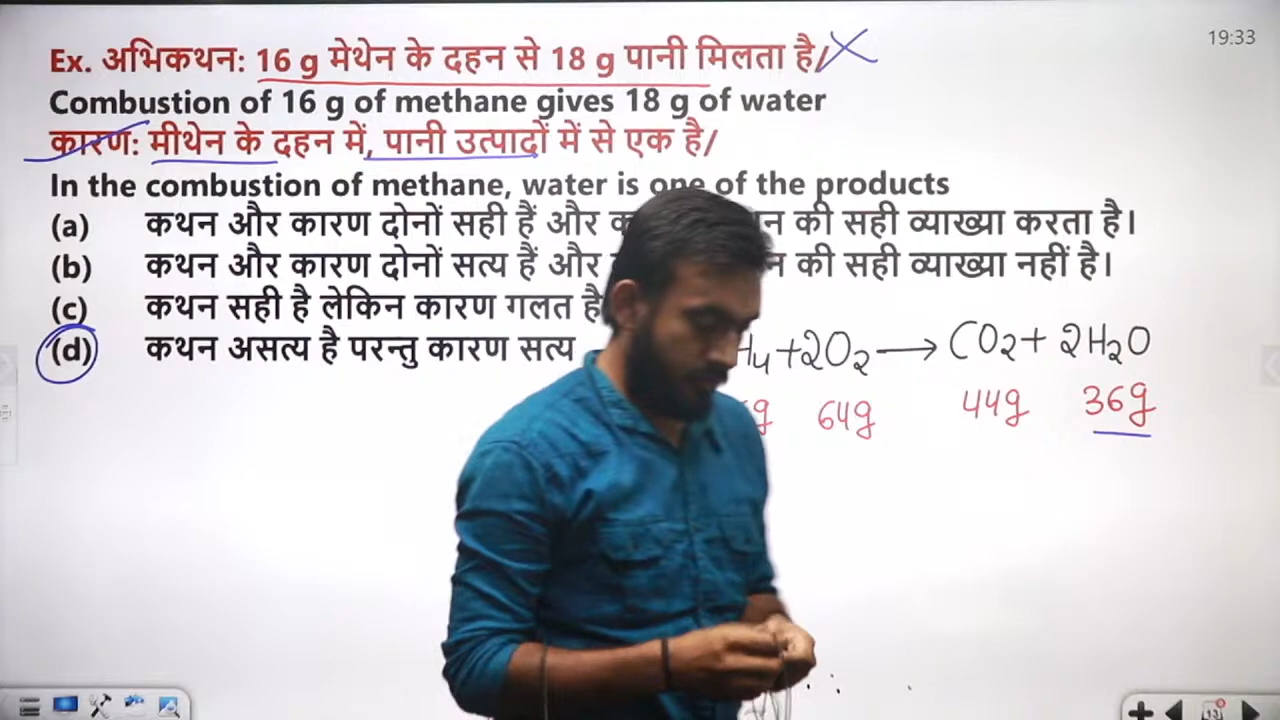 19:33
Ex. अभिकथन: 16 g मेथेन के दहन से 18 g पानी मिलता है/
Combustion of 16 g of methane gives 18 g of water
कारण: मीथेन के दहन में, पानी उत्पादों में से एक है/
In the combustion of methane, water is one of the products
(a) कथन और कारण दोनों सही हैं और की सही व्याख्या करता है।
(b) कथन और कारण दोनों सत्य हैं और की सही व्याख्या नहीं है।
(c) कथन सही है लेकिन कारण गलत है
(d) कथन असत्य है परन्तु कारण सत्य
H₄ + 2O₂ → CO₂ + 2H₂O
g 64g 44g 36g
13